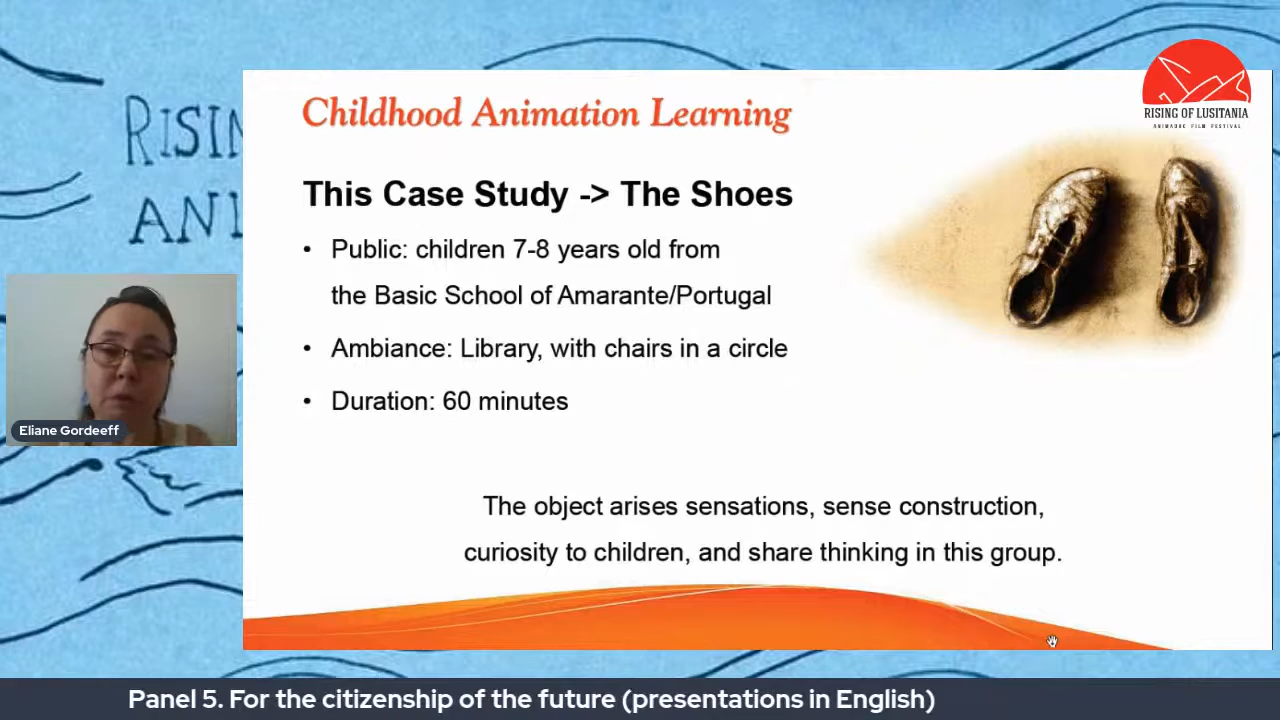 RISING OF LUSITANIA
ANIMADOC FILM FESTIVAL
Childhood Animation Learning
This Case Study -> The Shoes
• Public: children 7-8 years old from
the Basic School of Amarante/Portugal
• Ambiance: Library, with chairs in a circle
• Duration: 60 minutes
The object arises sensations, sense construction,
curiosity to children, and share thinking in this group.
Eliane Gordeeff
Panel 5. For the citizenship of the future (presentations in English)